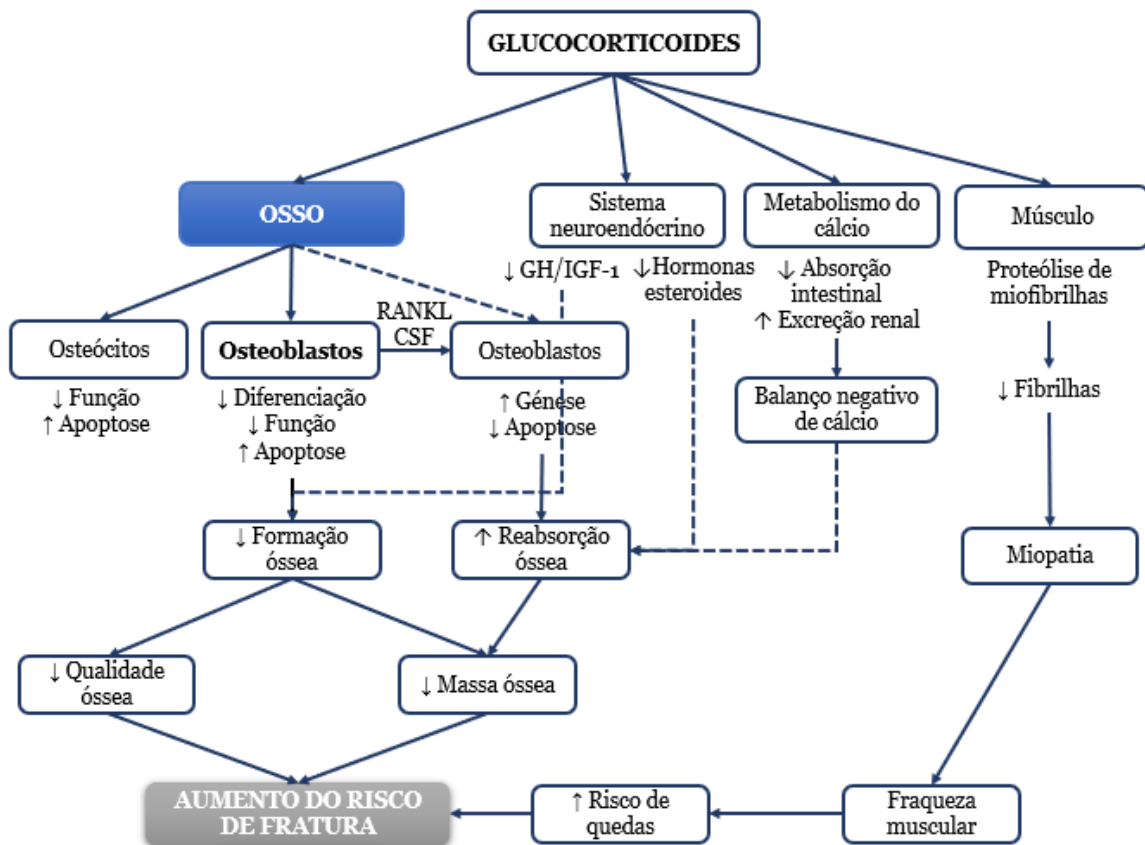 GLUCOCORTICOIDES
OSSO
Sistema
neuroendócrino
Metabolismo do
cálcio
Músculo
↓ GH/IGF-1
↓ Hormonas
esteroides
↓ Absorção
intestinal
↑ Excreção renal
Proteólise de
miofibrilhas
Osteócitos
Osteoblastos
RANKL
CSF
Osteoblastos
↓ Função
↑ Apoptose
↓ Diferenciação
↓ Função
↑ Apoptose
↑ Génese
↓ Apoptose
Balanço negativo
de cálcio
↓ Fibrilhas
↓ Formação
óssea
↑ Reabsorção
óssea
Miopatia
↓ Qualidade
óssea
↓ Massa óssea
AUMENTO DO RISCO
DE FRATURA
↑ Risco de
quedas
Fraqueza
muscular